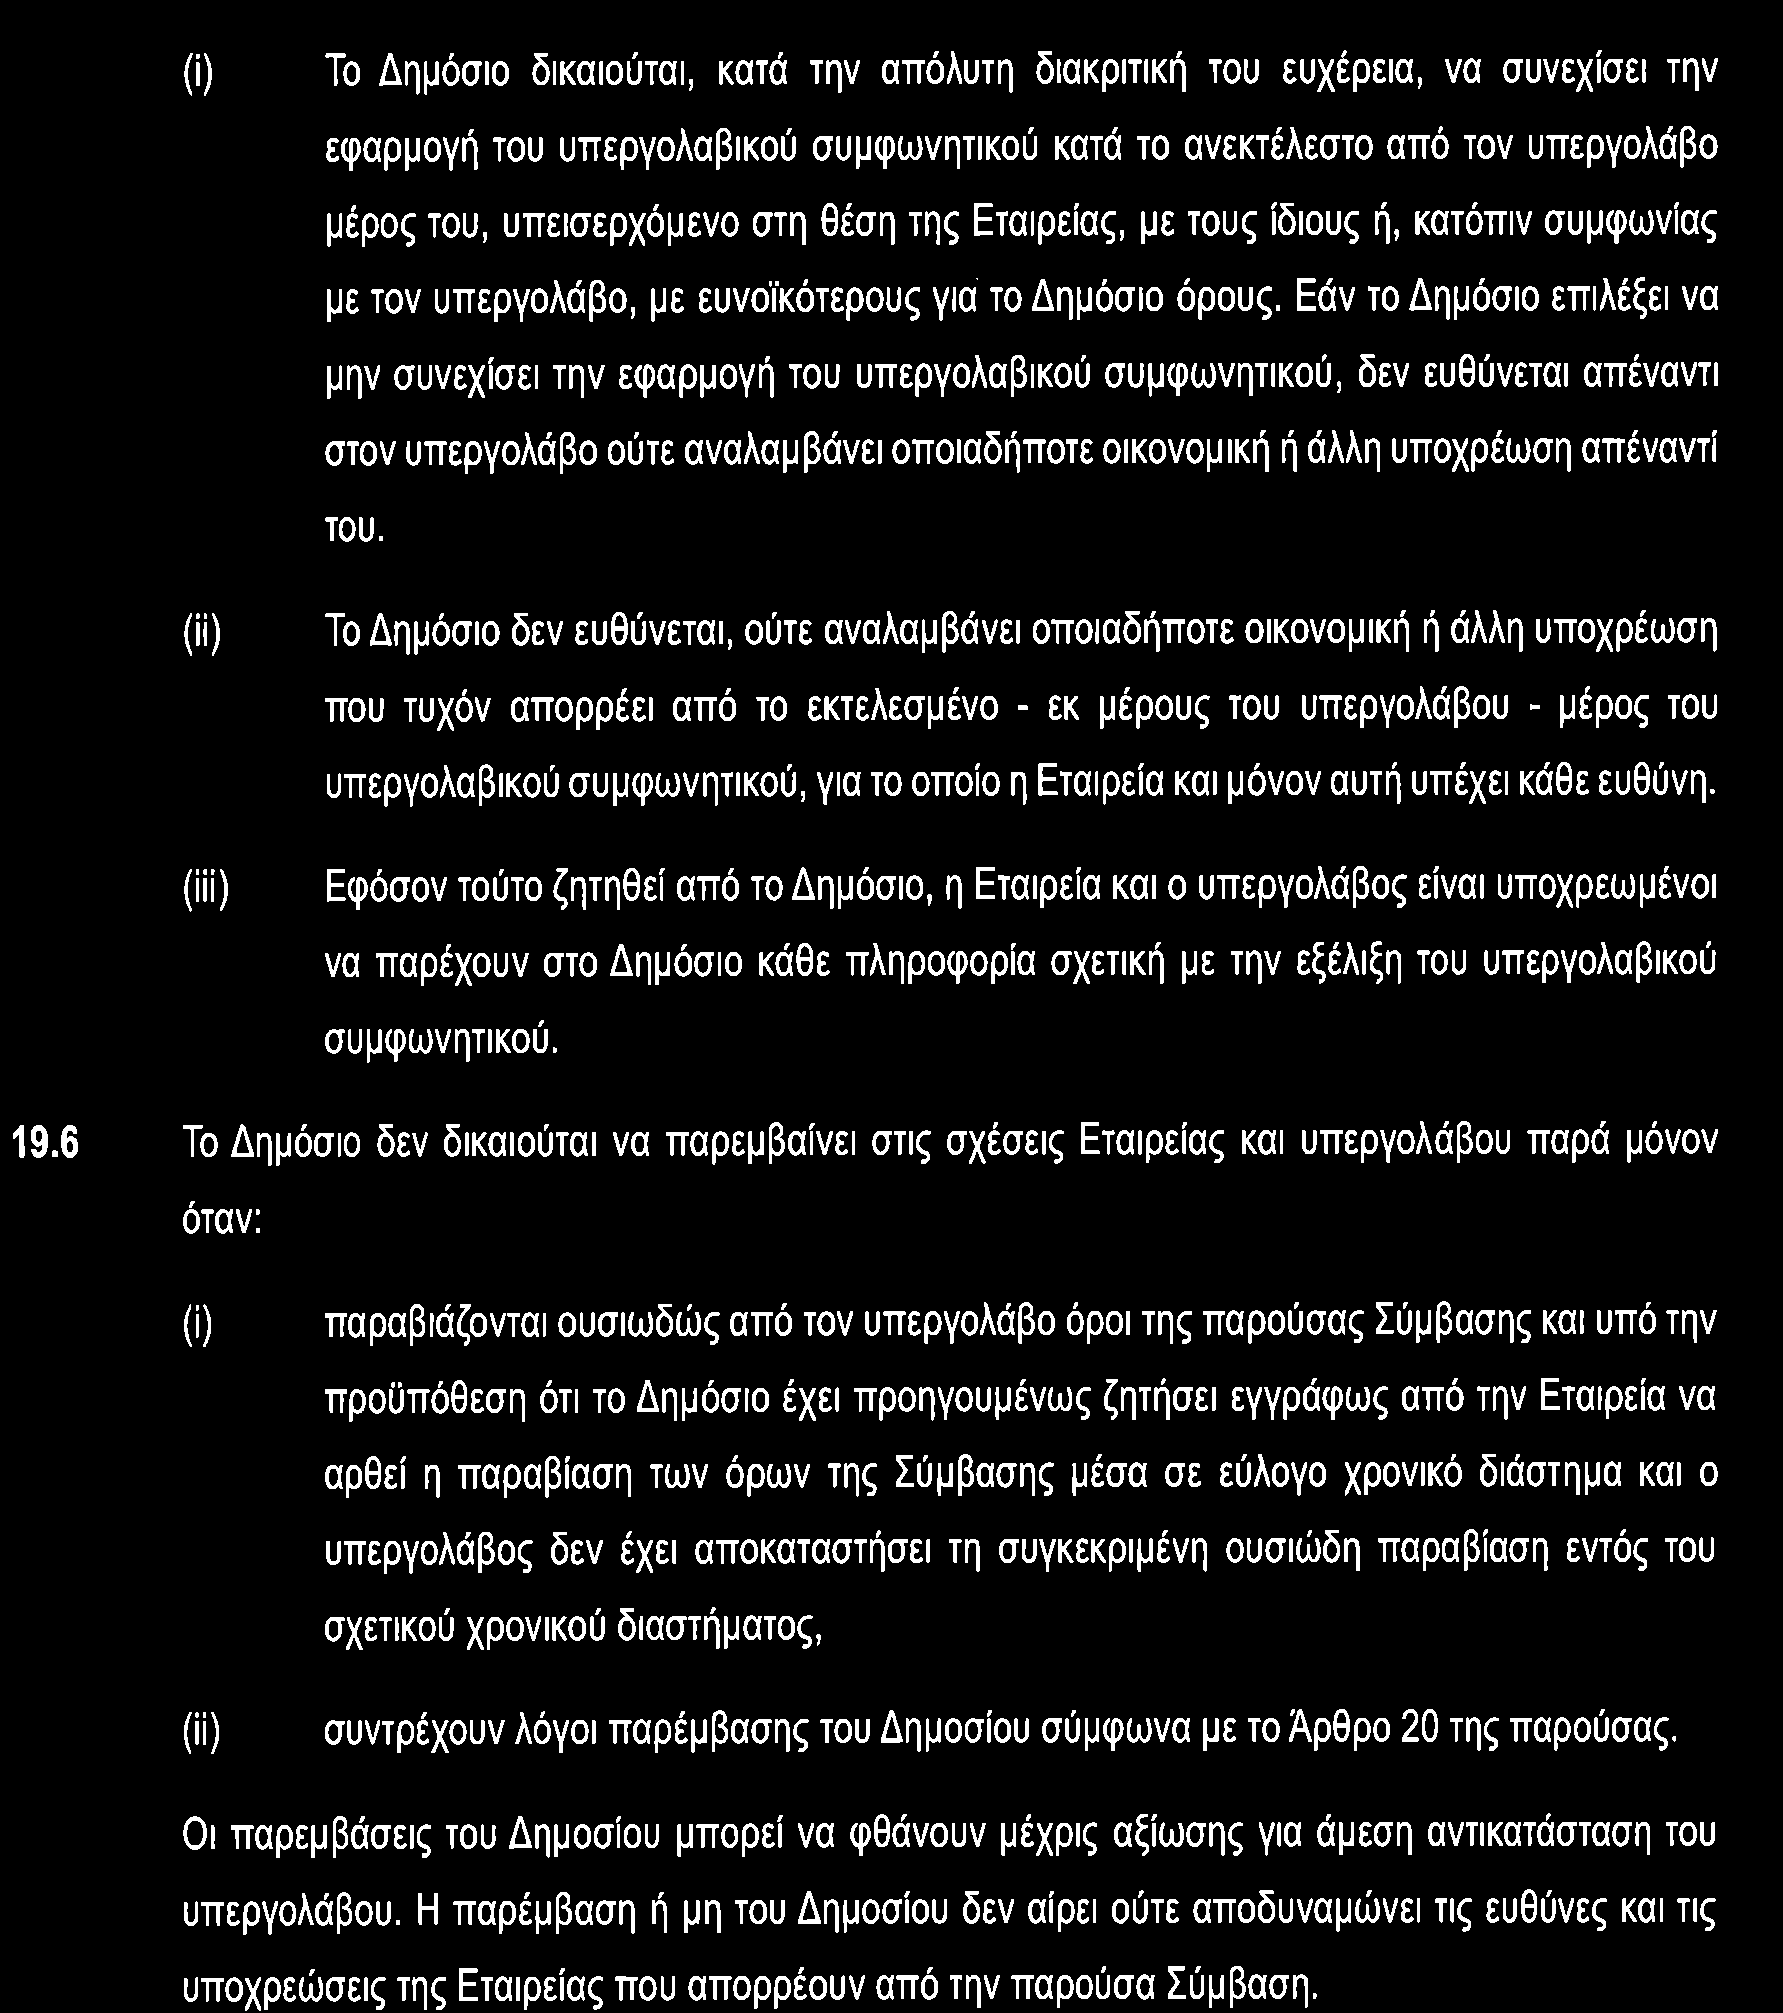 (i) Το Δημόσιο δικαιούται, κατά την απόλυτη διακριτική του ευχέρεια, να συνεχίσει την
εφαρμογή του υπεργολαβικού συμφωνητικού κατά το ανεκτέλεστο από τον υπεργολάβο
μέρος του, υπεισερχόμενο στη θέση της Εταιρείας, με τους ίδιους ή, κατόπιν συμφωνίας
με τον υπεργολάβο, με ευνοϊκότερους για το Δημόσιο όρους. Εάν το Δημόσιο επιλέξει να
μην συνεχίσει την εφαρμογή του υπεργολαβικού συμφωνητικού, δεν ευθύνεται απέναντι
στον υπεργολάβο ούτε αναλαμβάνει οποιαδήποτε οικονομική ή άλλη υποχρέωση απέναντί
του.
(ii) Το Δημόσιο δεν ευθύνεται, ούτε αναλαμβάνει οποιαδήποτε οικονομική ή άλλη υποχρέωση
που τυχόν απορρέει από το εκτελεσμένο - εκ μέρους του υπεργολάβου - μέρος του
υπεργολαβικού συμφωνητικού, για το οποίο η Εταιρεία και μόνον αυτή υπέχει κάθε ευθύνη.
(iii) Εφόσον τούτο ζητηθεί από το Δημόσιο, η Εταιρεία και ο υπεργολάβος είναι υποχρεωμένοι
να παρέχουν στο Δημόσιο κάθε πληροφορία σχετική με την εξέλιξη του υπεργολαβικού
συμφωνητικού.
19.6 Το Δημόσιο δεν δικαιούται να παρεμβαίνει στις σχέσεις Εταιρείας και υπεργολάβου παρά μόνον
όταν:
(i) παραβιάζονται ουσιωδώς από τον υπεργολάβο όροι της παρούσας Σύμβασης και υπό την
προϋπόθεση ότι το Δημόσιο έχει προηγουμένως ζητήσει εγγράφως από την Εταιρεία να
αρθεί η παραβίαση των όρων της Σύμβασης μέσα σε εύλογο χρονικό διάστημα και ο
υπεργολάβος δεν έχει αποκαταστήσει τη συγκεκριμένη ουσιώδη παραβίαση εντός του
σχετικού χρονικού διαστήματος,
(ii) συντρέχουν λόγοι παρέμβασης του Δημοσίου σύμφωνα με το Άρθρο 20 της παρούσας.
Οι παρεμβάσεις του Δημοσίου μπορεί να φθάνουν μέχρις αξίωσης για άμεση αντικατάσταση του
υπεργολάβου. Η παρέμβαση ή μη του Δημοσίου δεν αίρει ούτε αποδυναμώνει τις ευθύνες και τις
υποχρεώσεις της Εταιρείας που απορρέουν από την παρούσα Σύμβαση.